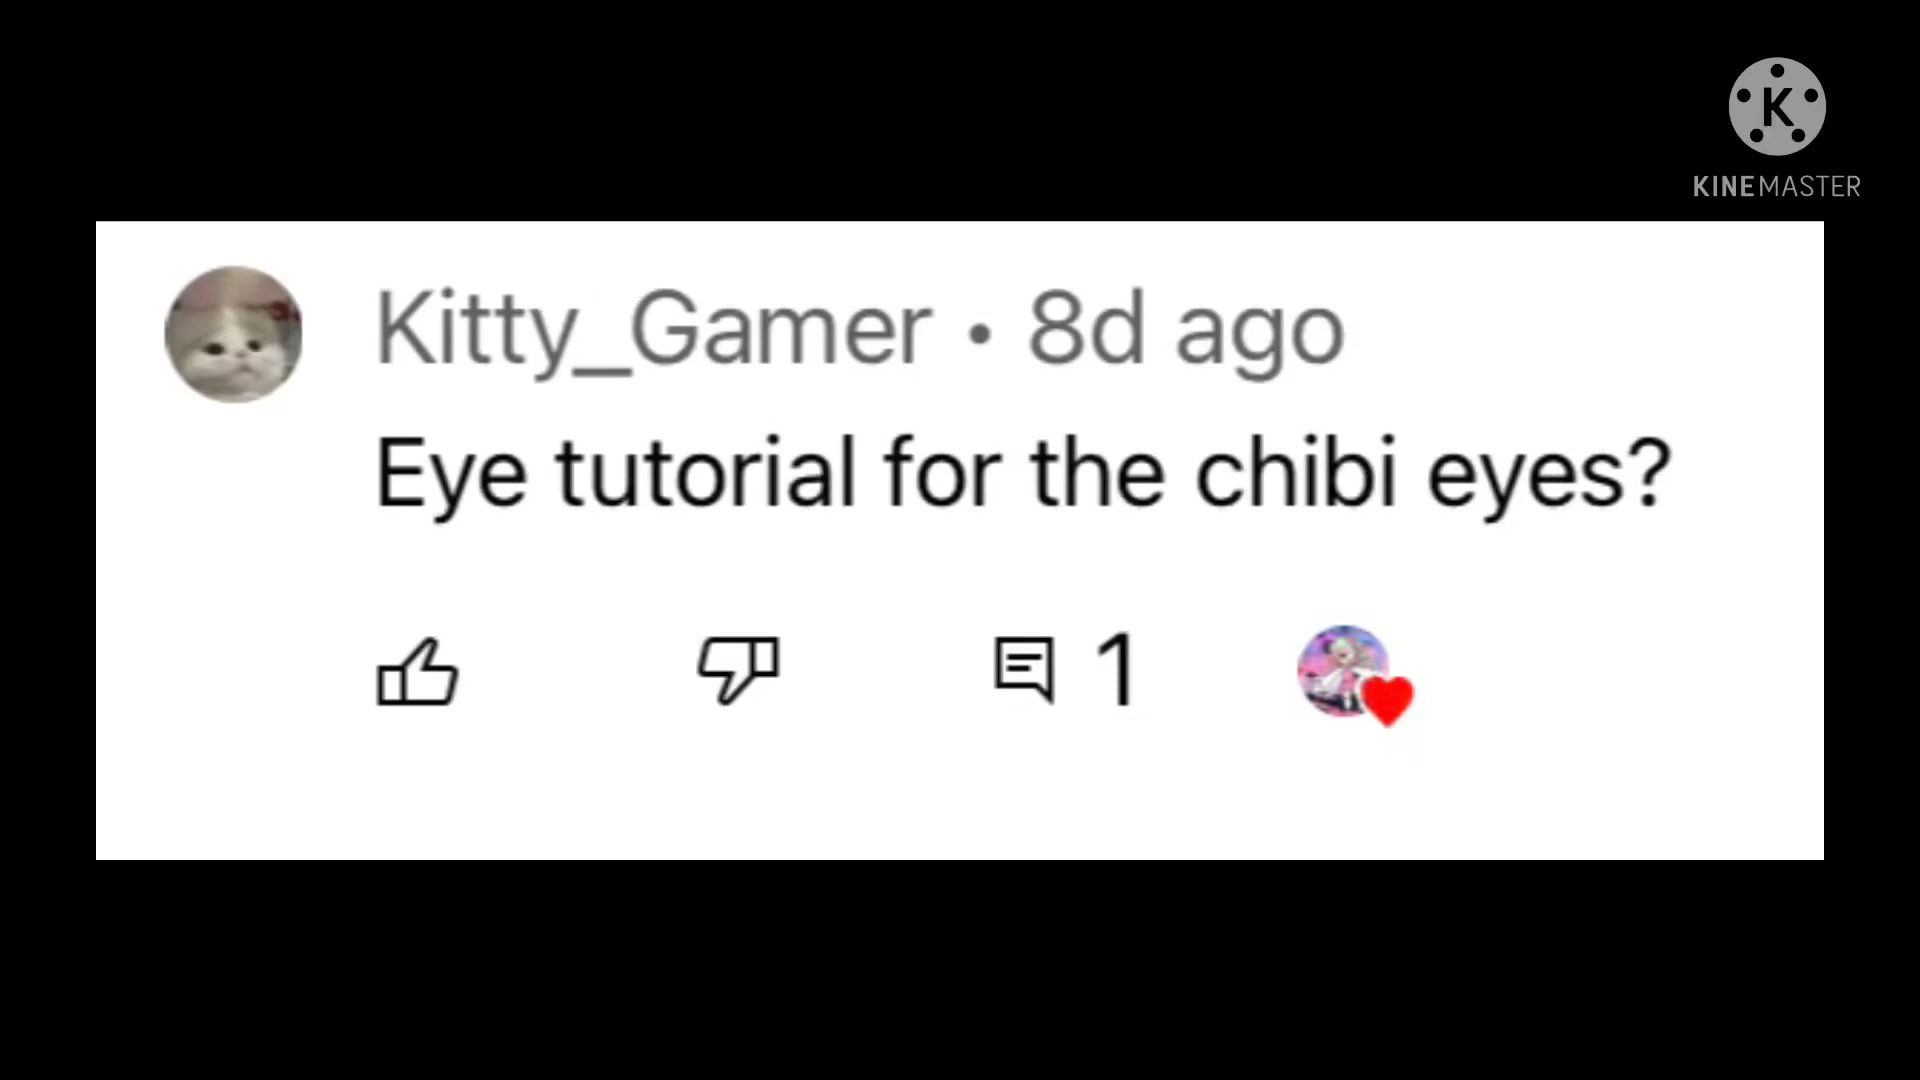 K
KINEMASTER
Kitty_Gamer • 8d ago
Eye tutorial for the chibi eyes?
1